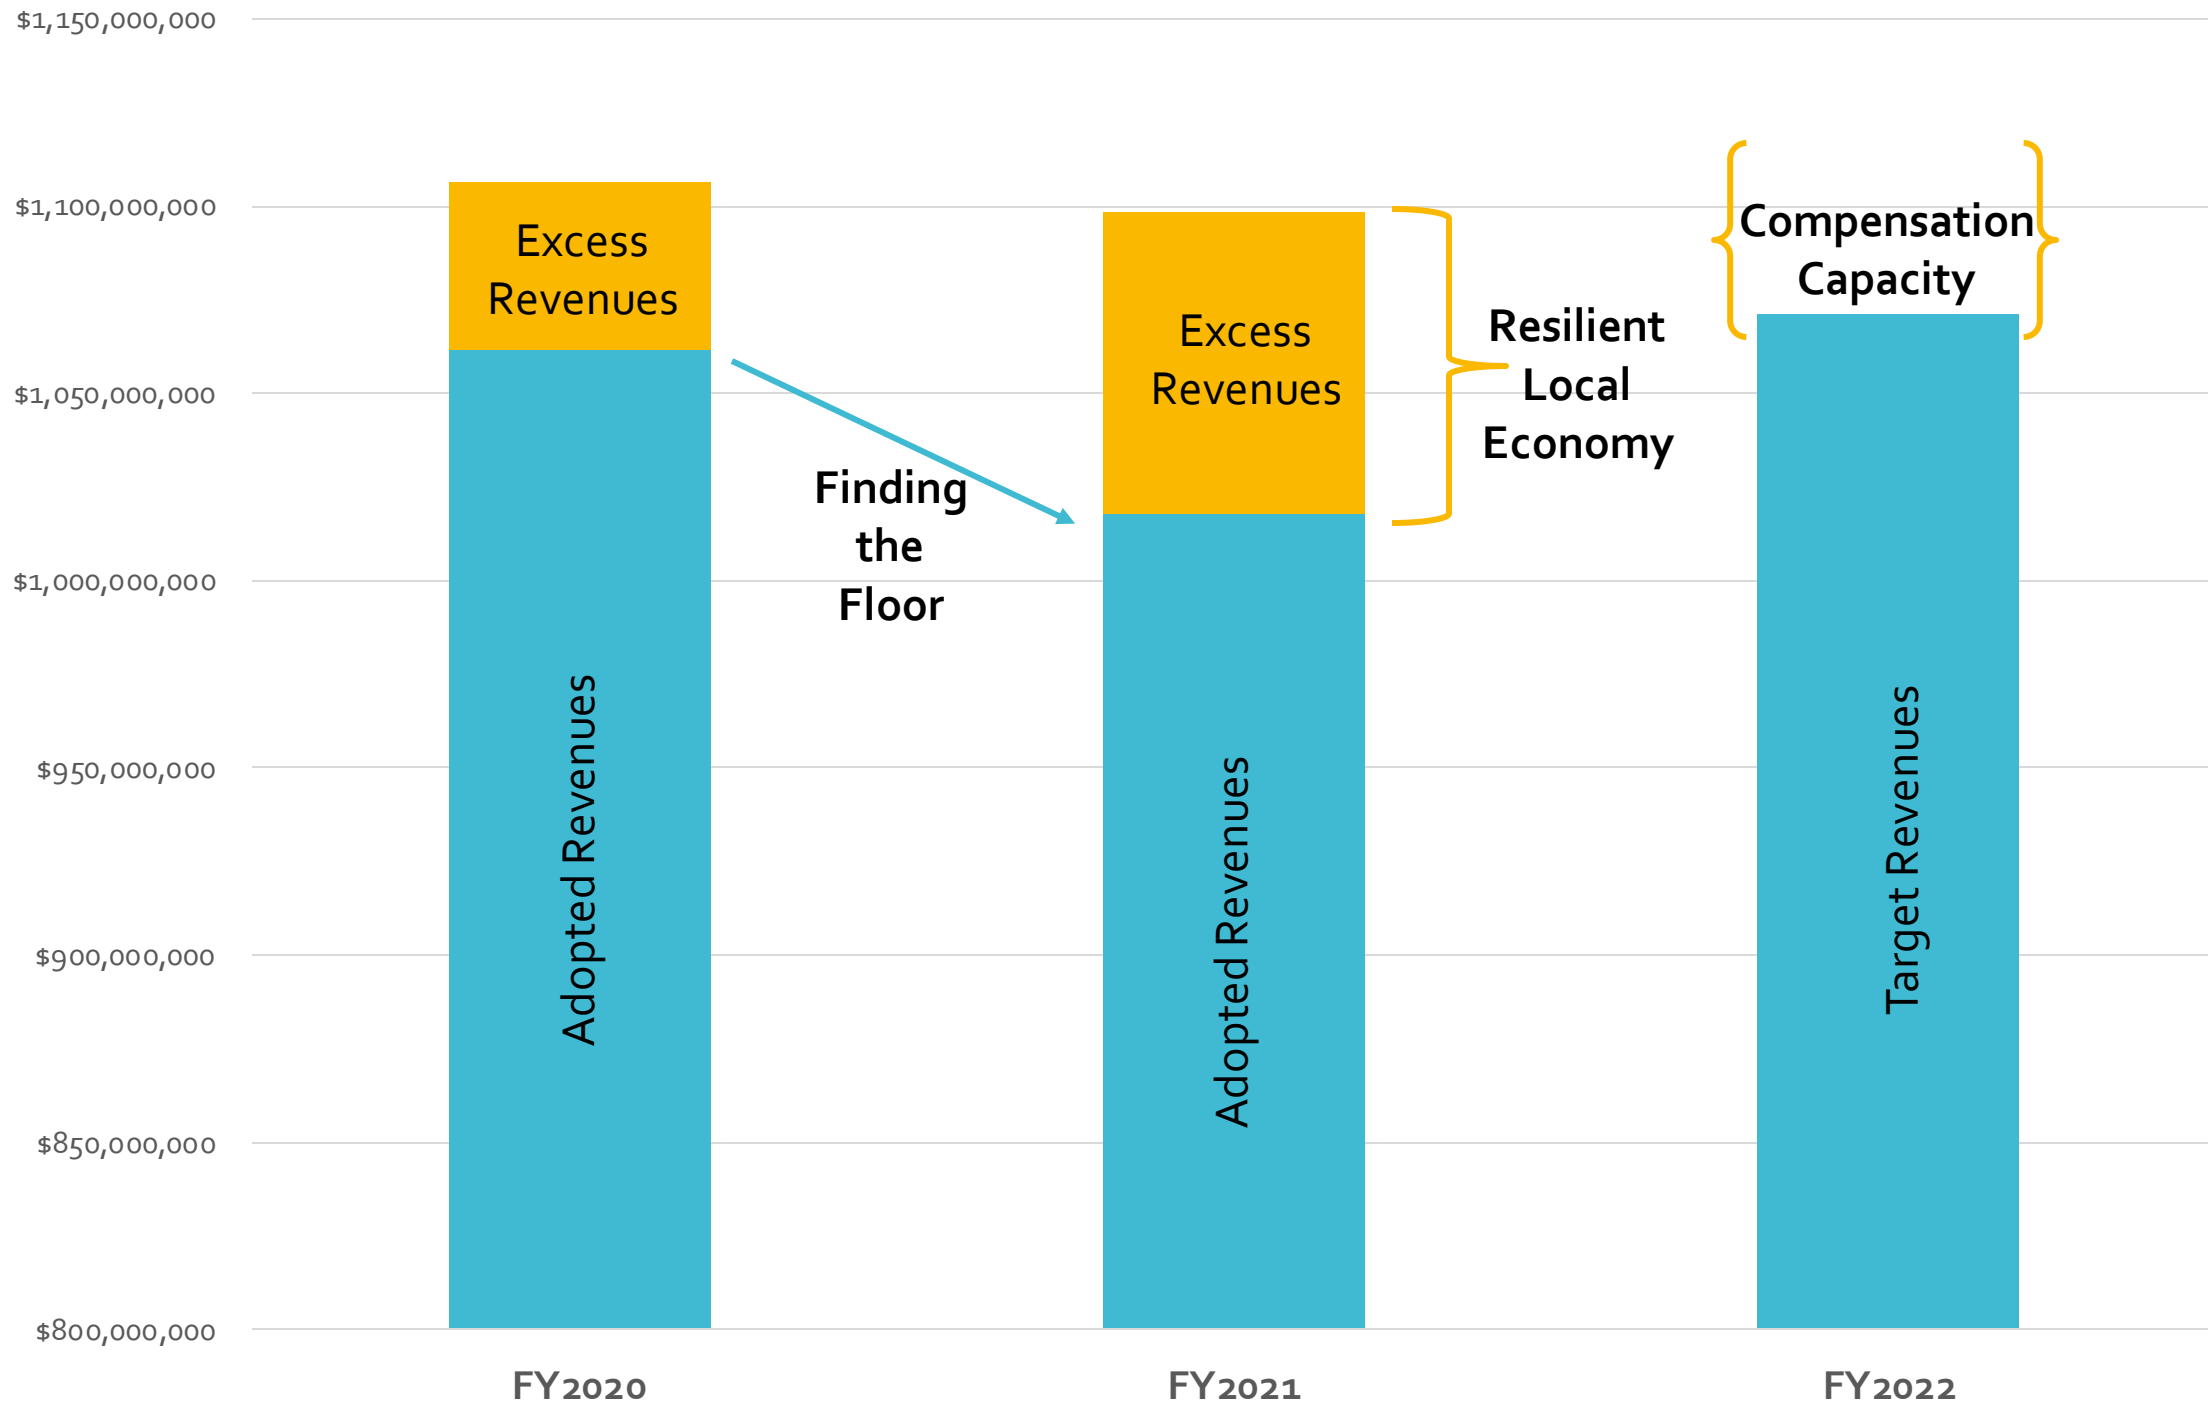 $1,150,000,000
$1,100,000,000
$1,050,000,000
$1,000,000,000
$950,000,000
$900,000,000
$850,000,000
$800,000,000
Excess
Revenues
Adopted Revenues
Finding
the
Floor
Excess
Revenues
Adopted Revenues
Resilient
Local
Economy
Compensation
Capacity
Target Revenues
FY2020
FY2021
FY2022